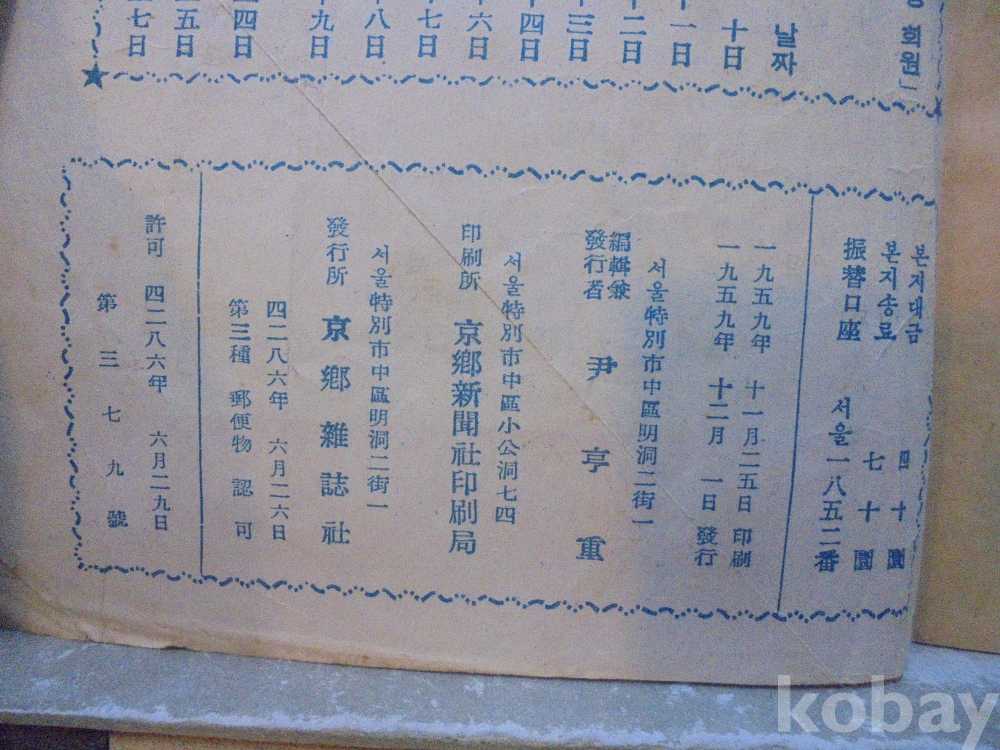 회원」
날짜
十日
十一日
十二日
十三日
十四日
十六日
十七日
十八日
十九日
四日
五日
七日
본지대금 四十圜
본지송료 七十圜
振替口座 서울一八五二番
一九五九年 十一月二五日 印刷
一九五九年 十二月 一日 發行
서울特別市中區明洞二街一
編輯兼
發行者 尹亨重
서울特別市中區小公洞七四
印刷所 京鄕新聞社印刷局
서울特別市中區明洞二街一
發行所 京鄕雜誌社
四二八六年 六月二六日
第三種 郵便物 認可
許可 四二八六年 六月二九日
第三七九號
kobay